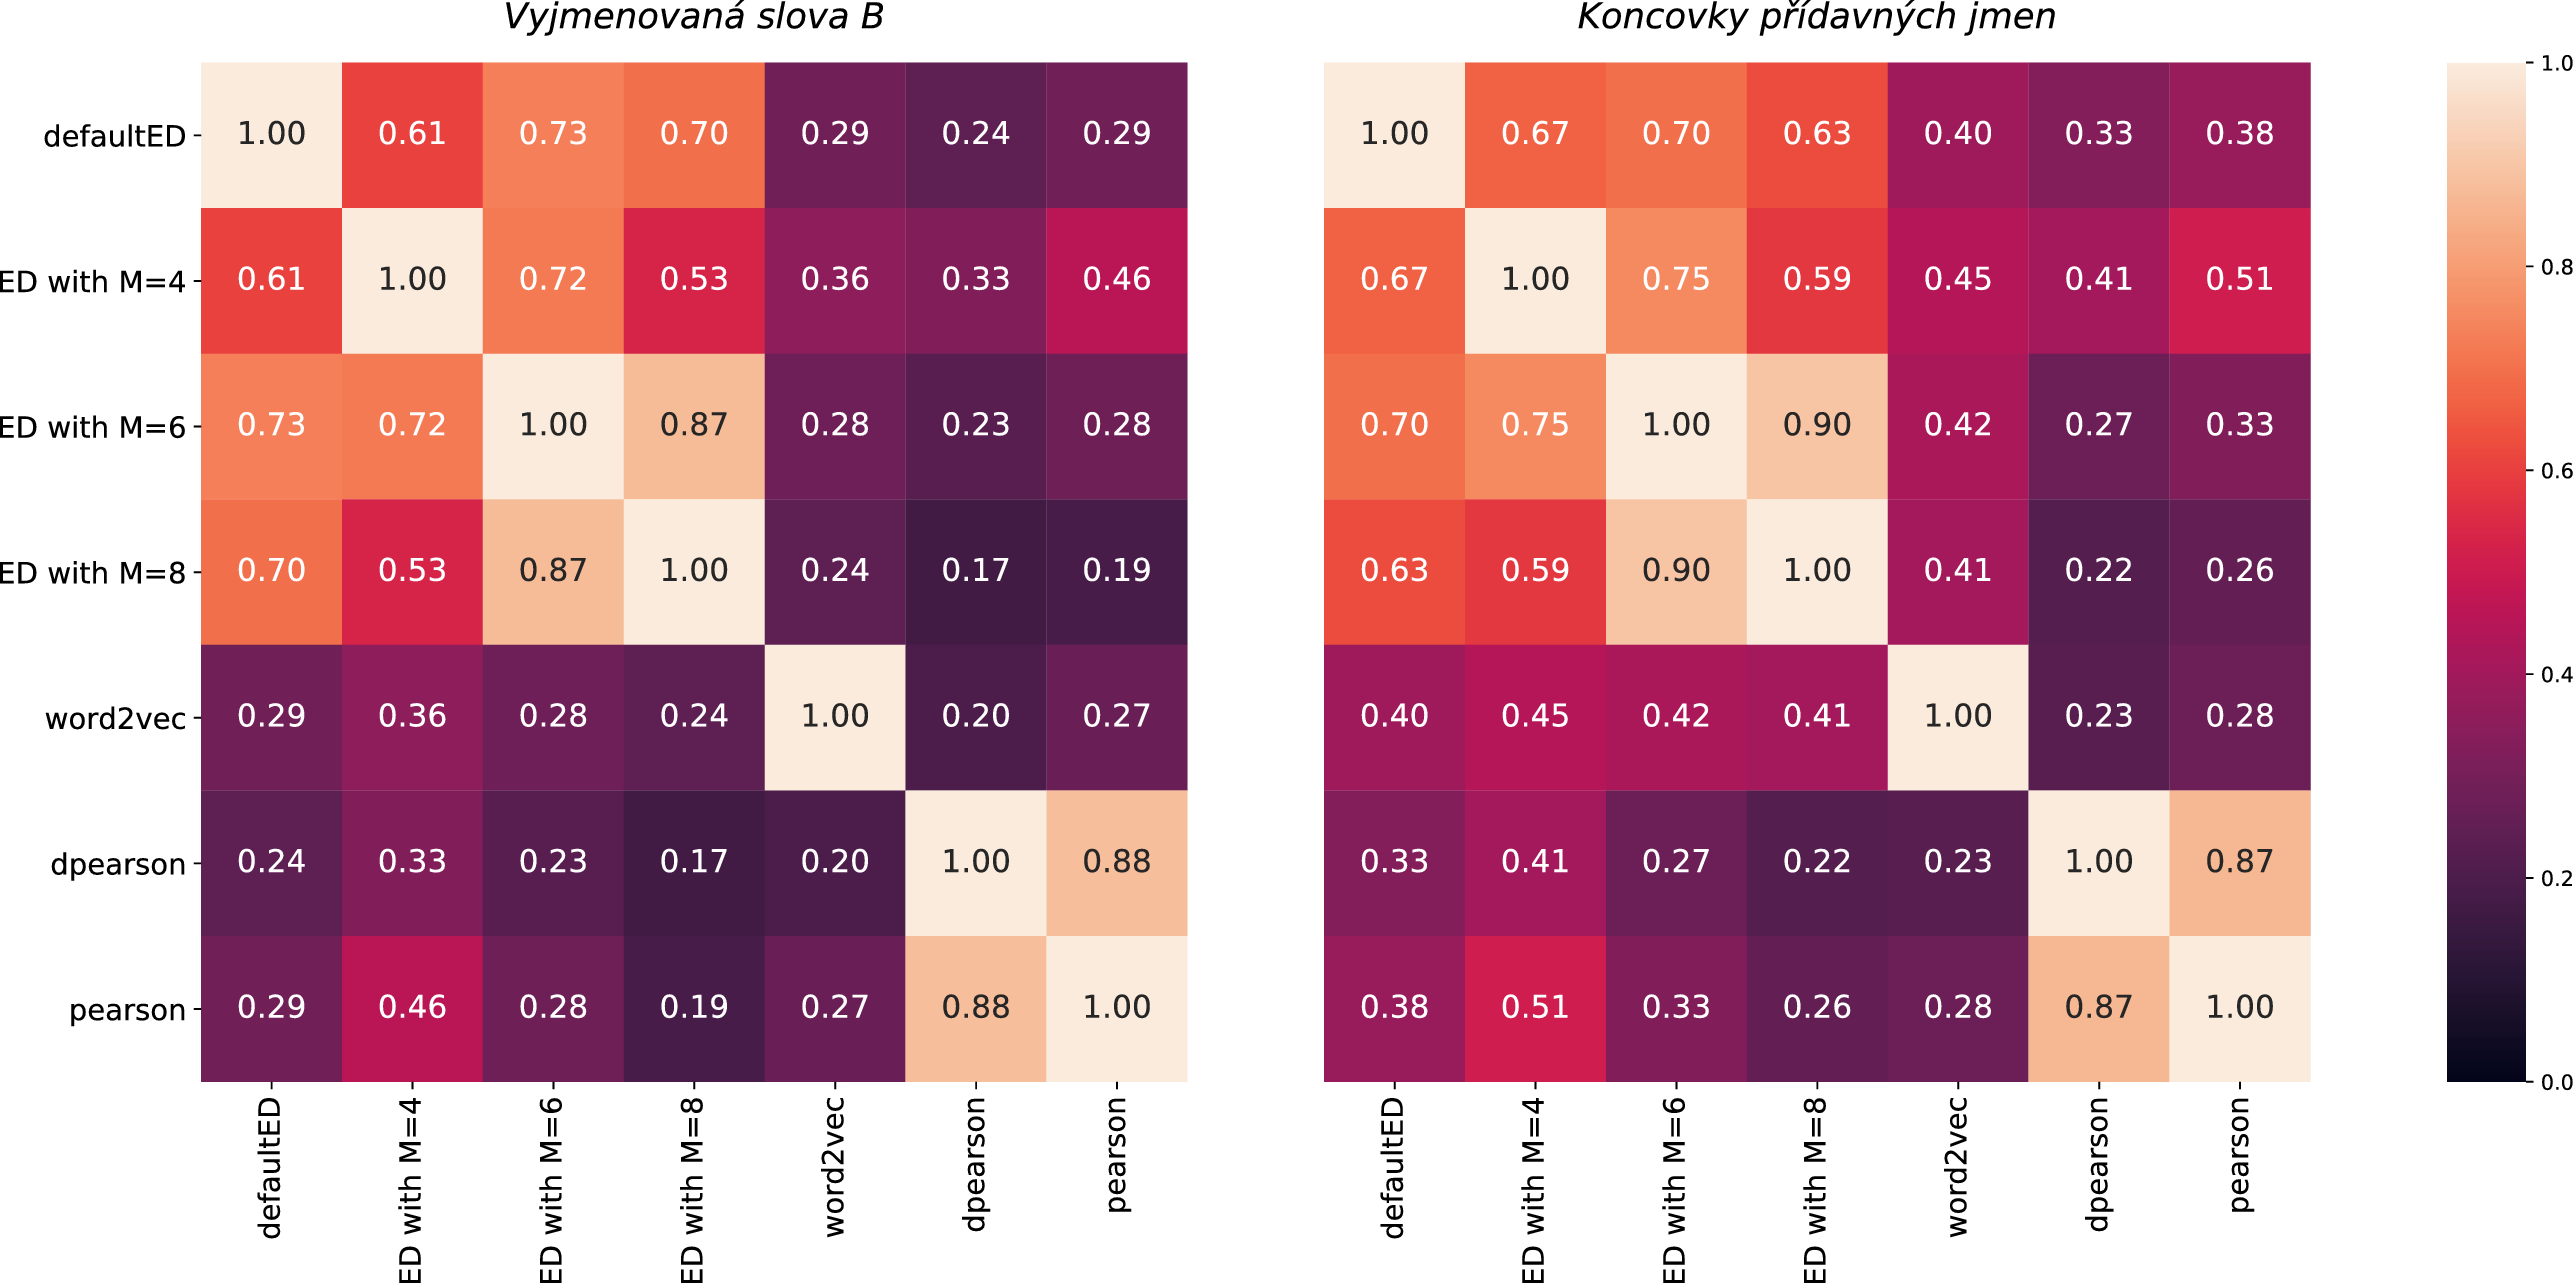 Vyjmenovaná slova B
Koncovky přídavných jmen
defaultED 1.00 0.61 0.73 0.70 0.29 0.24 0.29 1.00 0.67 0.70 0.63 0.40 0.33 0.38
ED with M=4 0.61 1.00 0.72 0.53 0.36 0.33 0.46 0.67 1.00 0.75 0.59 0.45 0.41 0.51
ED with M=6 0.73 0.72 1.00 0.87 0.28 0.23 0.28 0.70 0.75 1.00 0.90 0.42 0.27 0.33
ED with M=8 0.70 0.53 0.87 1.00 0.24 0.17 0.19 0.63 0.59 0.90 1.00 0.41 0.22 0.26
word2vec 0.29 0.36 0.28 0.24 1.00 0.20 0.27 0.40 0.45 0.42 0.41 1.00 0.23 0.28
dpearson 0.24 0.33 0.23 0.17 0.20 1.00 0.88 0.33 0.41 0.27 0.22 0.23 1.00 0.87
pearson 0.29 0.46 0.28 0.19 0.27 0.88 1.00 0.38 0.51 0.33 0.26 0.28 0.87 1.00
defaultED
ED with M=4
ED with M=6
ED with M=8
word2vec
dpearson
pearson
defaultED
ED with M=4
ED with M=6
ED with M=8
word2vec
dpearson
pearson
1.0
0.8
0.6
0.4
0.2
0.0